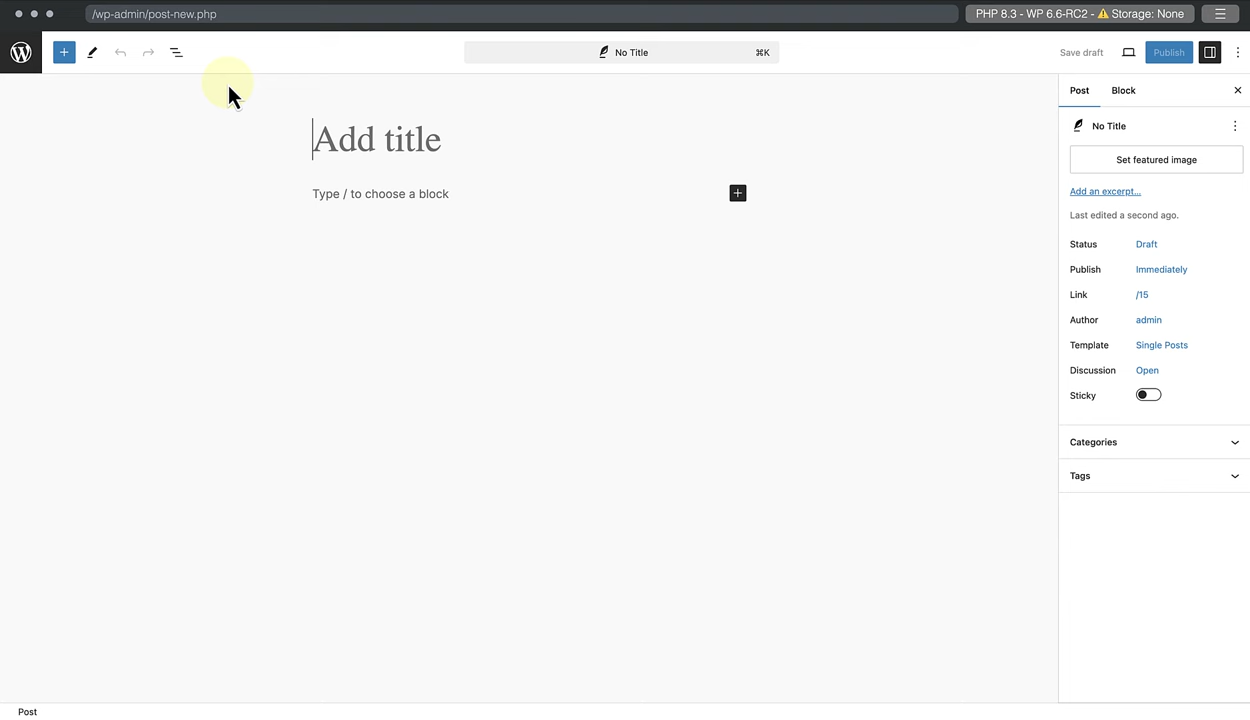 /wp-admin/post-new.php
PHP 8.3 - WP 6.6-RC2 - ⚠️ Storage: None
No Title
⌘K
Save draft
Publish
Post
Block
Add title
No Title
Set featured image
Type / to choose a block
Add an excerpt...
Last edited a second ago.
Status Draft
Publish Immediately
Link /15
Author admin
Template Single Posts
Discussion Open
Sticky
Categories
Tags
Post